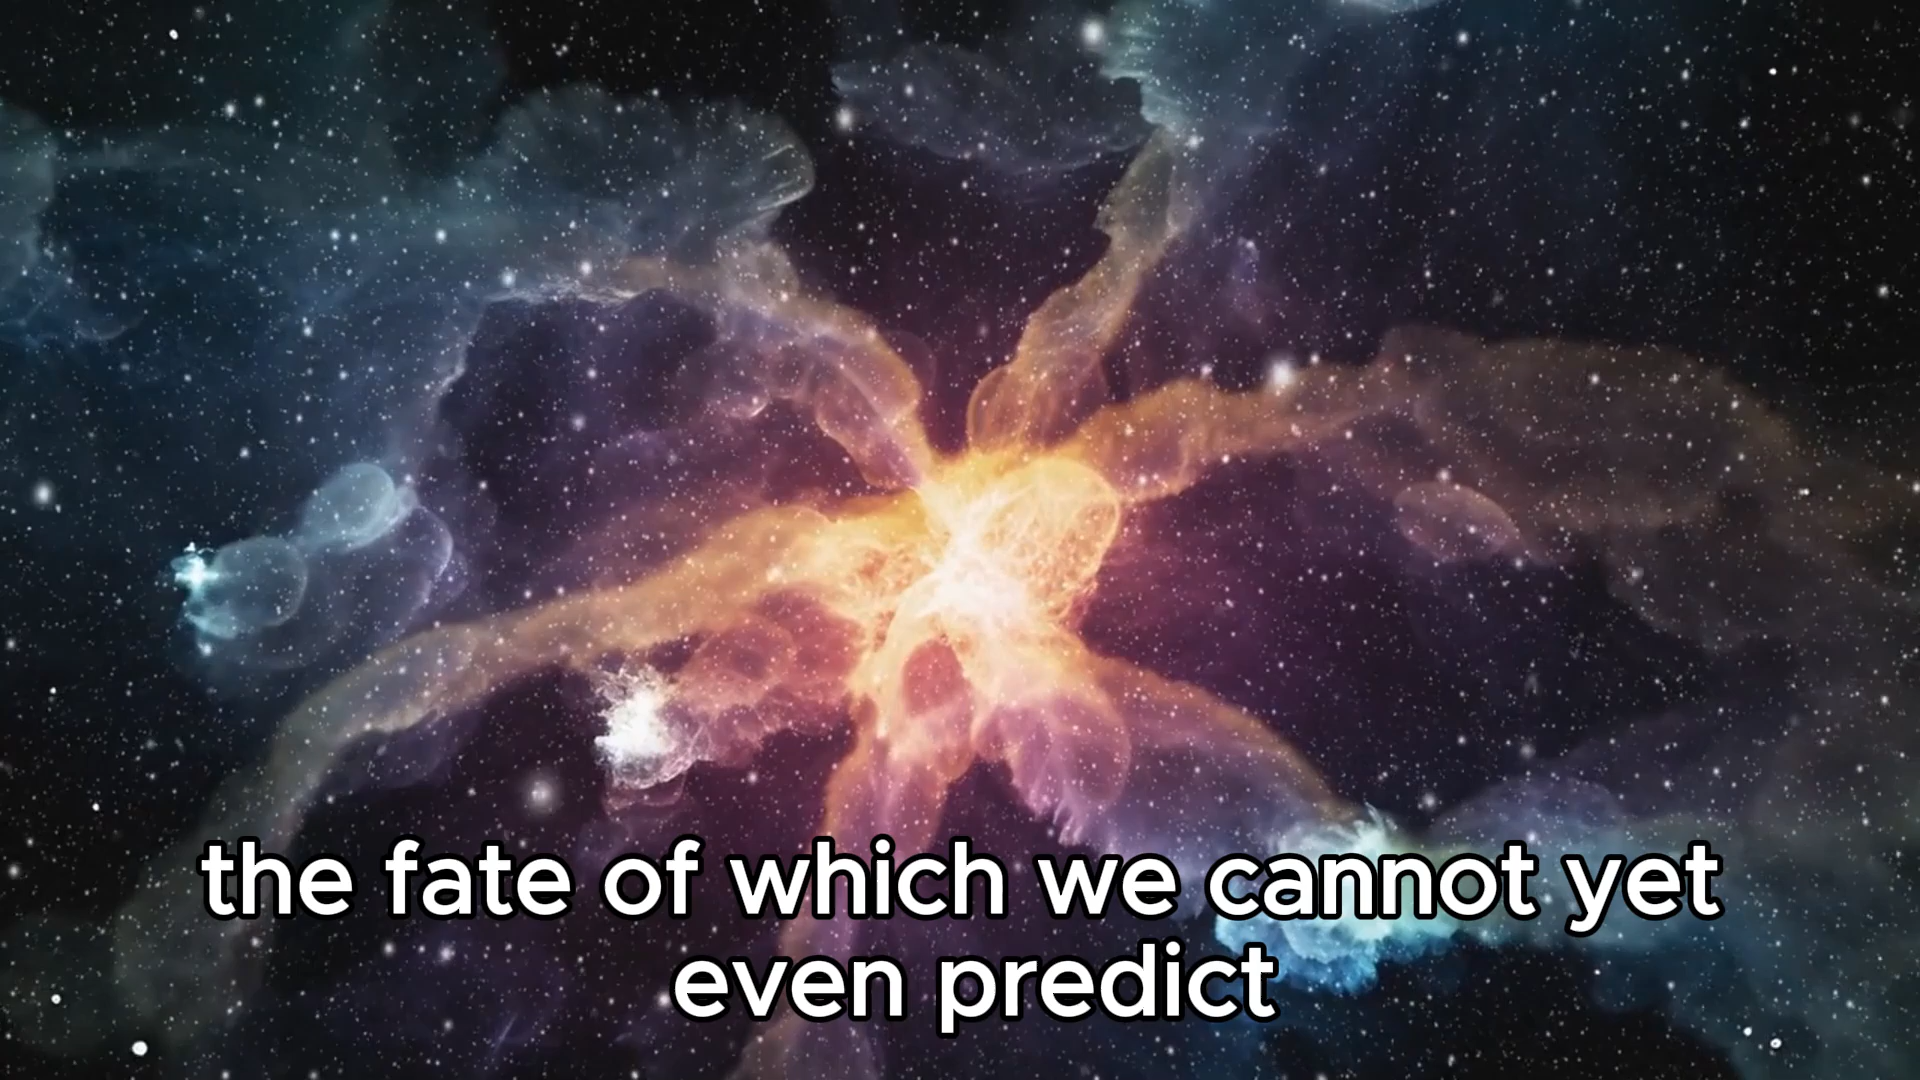 the fate of which we cannot yet
even predict